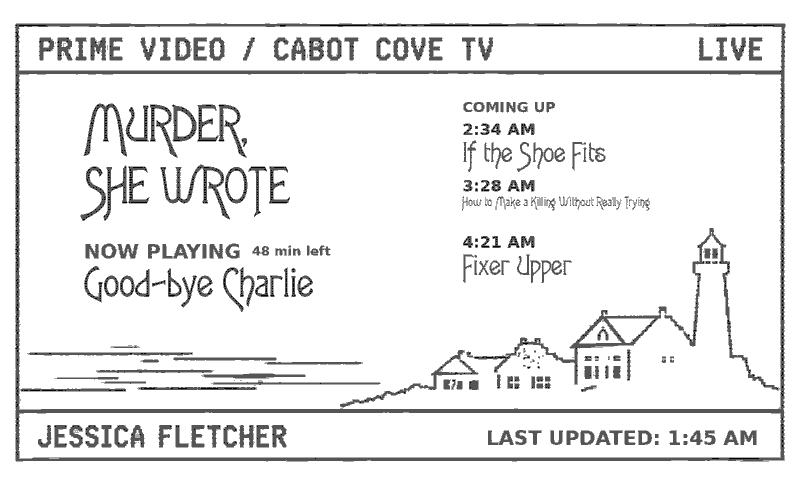 PRIME VIDEO / CABOT COVE TV
LIVE
MURDER,
SHE WROTE
NOW PLAYING 48 min left
Good-bye Charlie
COMING UP
2:34 AM
If the Shoe Fits
3:28 AM
How to Make a Killing Without Really Trying
4:21 AM
Fixer Upper
JESSICA FLETCHER
LAST UPDATED: 1:45 AM